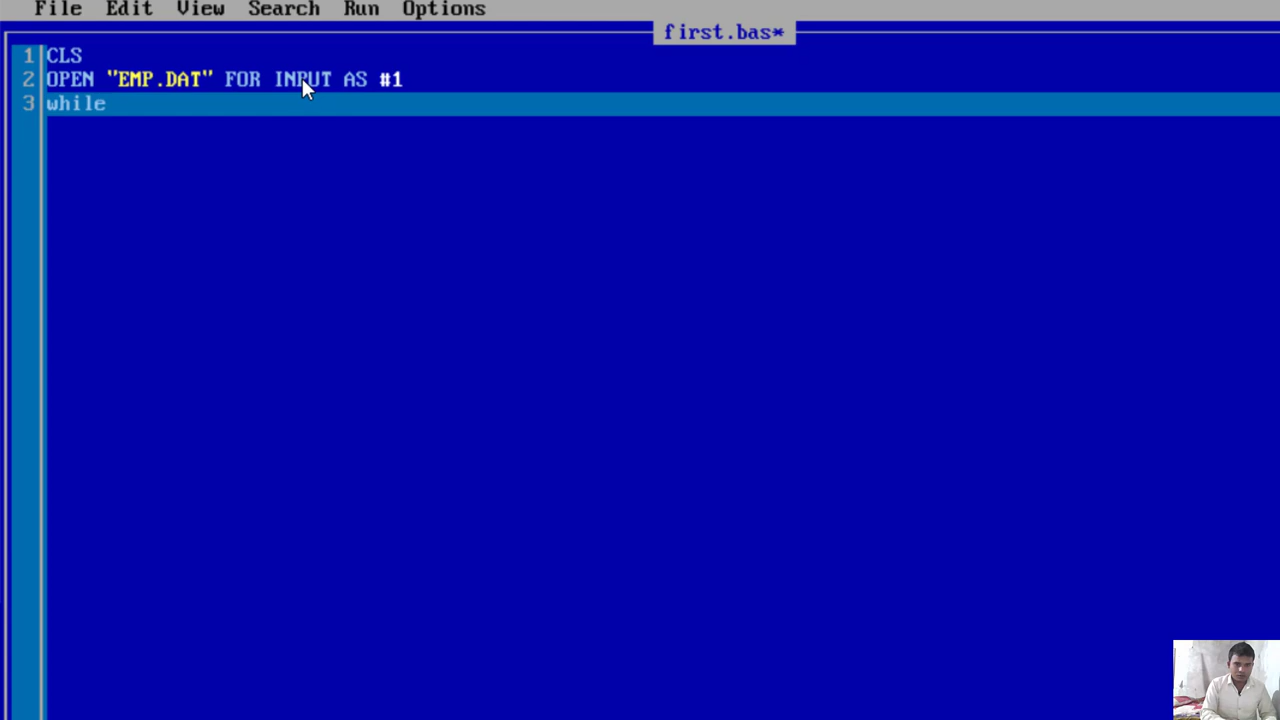 File Edit View Search Run Options
first.bas*
1 CLS
2 OPEN "EMP.DAT" FOR INPUT AS #1
3 while